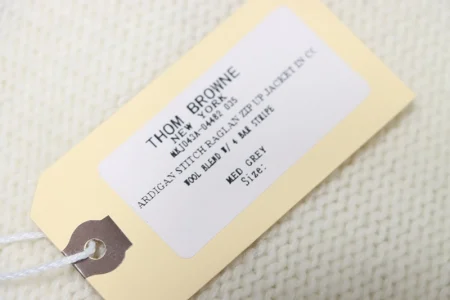 THOM BROWNE
NEW YORK
MKJ043A-04482 035
ARDIGAN STITCH RAGLAN ZIP UP JACKET IN CO
WOOL BLEND W/ 4 BAR STRIPE
MED GREY
Size: